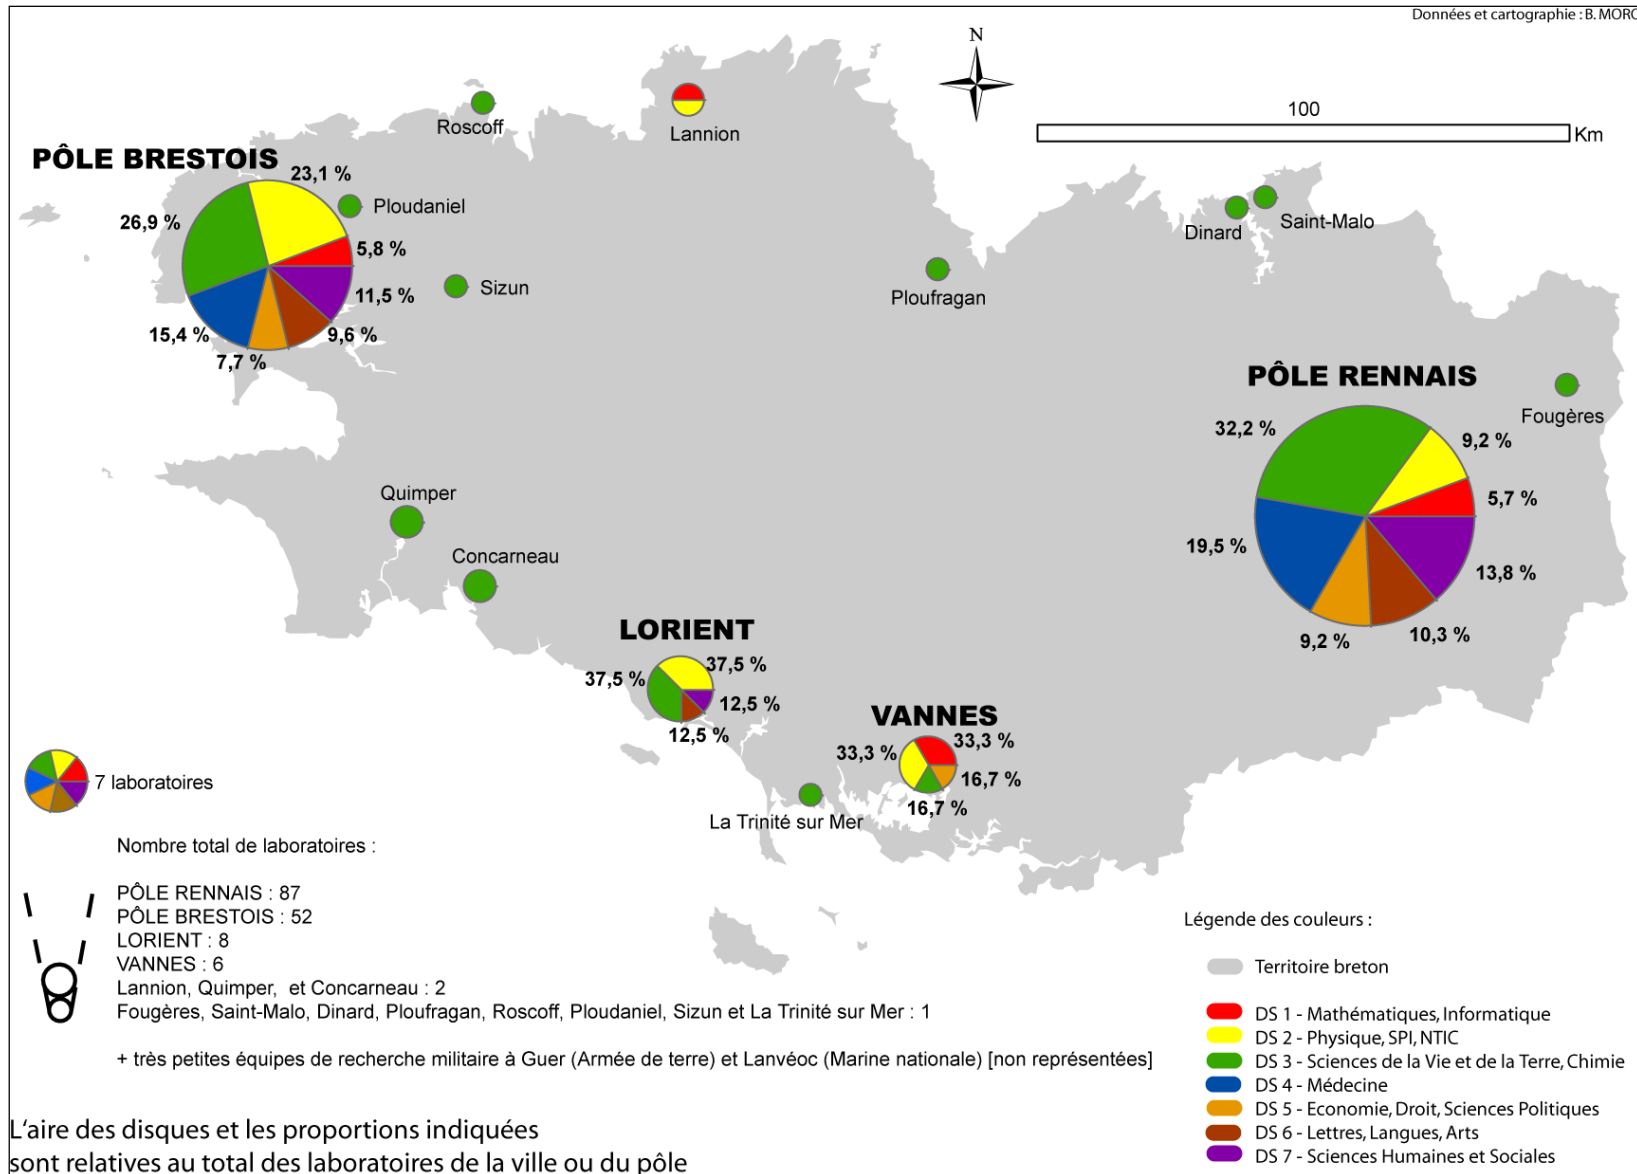 Données et cartographie : B. MORC
N
100
Km
Roscoff
Lannion
PÔLE BRESTOIS
23,1 %
26,9 %
Ploudaniel
5,8 %
11,5 %
Sizun
15,4 %
9,6 %
7,7 %
Dinard
Saint-Malo
Ploufragan
PÔLE RENNAIS
Fougères
32,2 %
9,2 %
5,7 %
19,5 %
13,8 %
9,2 %
10,3 %
Quimper
Concarneau
LORIENT
37,5 %
37,5 %
12,5 %
12,5 %
VANNES
33,3 %
33,3 %
16,7 %
16,7 %
La Trinité sur Mer
7 laboratoires
Nombre total de laboratoires :
PÔLE RENNAIS : 87
PÔLE BRESTOIS : 52
LORIENT : 8
VANNES : 6
Lannion, Quimper, et Concarneau : 2
Fougères, Saint-Malo, Dinard, Ploufragan, Roscoff, Ploudaniel, Sizun et La Trinité sur Mer : 1
+ très petites équipes de recherche militaire à Guer (Armée de terre) et Lanvéoc (Marine nationale) [non représentées]
L'aire des disques et les proportions indiquées
sont relatives au total des laboratoires de la ville ou du pôle
Légende des couleurs :
Territoire breton
DS 1 - Mathématiques, Informatique
DS 2 - Physique, SPI, NTIC
DS 3 - Sciences de la Vie et de la Terre, Chimie
DS 4 - Médecine
DS 5 - Economie, Droit, Sciences Politiques
DS 6 - Lettres, Langues, Arts
DS 7 - Sciences Humaines et Sociales